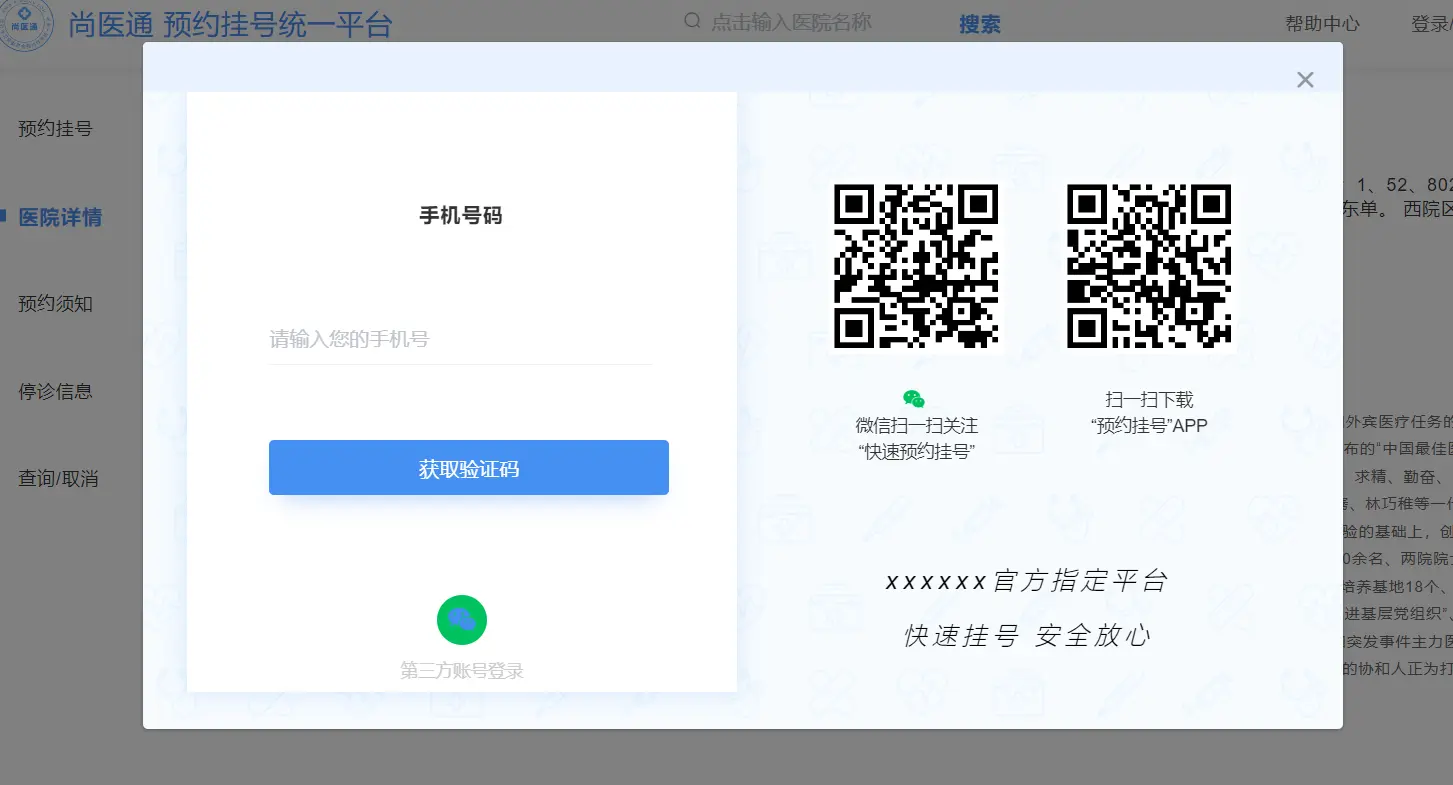 尚医通
尚医通 预约挂号统一平台
点击输入医院名称
搜索
帮助中心
登录/
预约挂号
医院详情
预约须知
停诊信息
查询/取消
手机号码
请输入您的手机号
获取验证码
第三方账号登录
微信扫一扫关注
“快速预约挂号”
扫一扫下载
“预约挂号”APP
xxxxxx官方指定平台
快速挂号 安全放心
1、52、802
东单。 西院区
外宾医疗任务的
布的“中国最佳医
求精、勤奋、
、林巧稚等一代
验的基础上，创
0余名、两院院士
培养基地18个、
进基层党组织”、
突发事件主力医
的协和人正为打